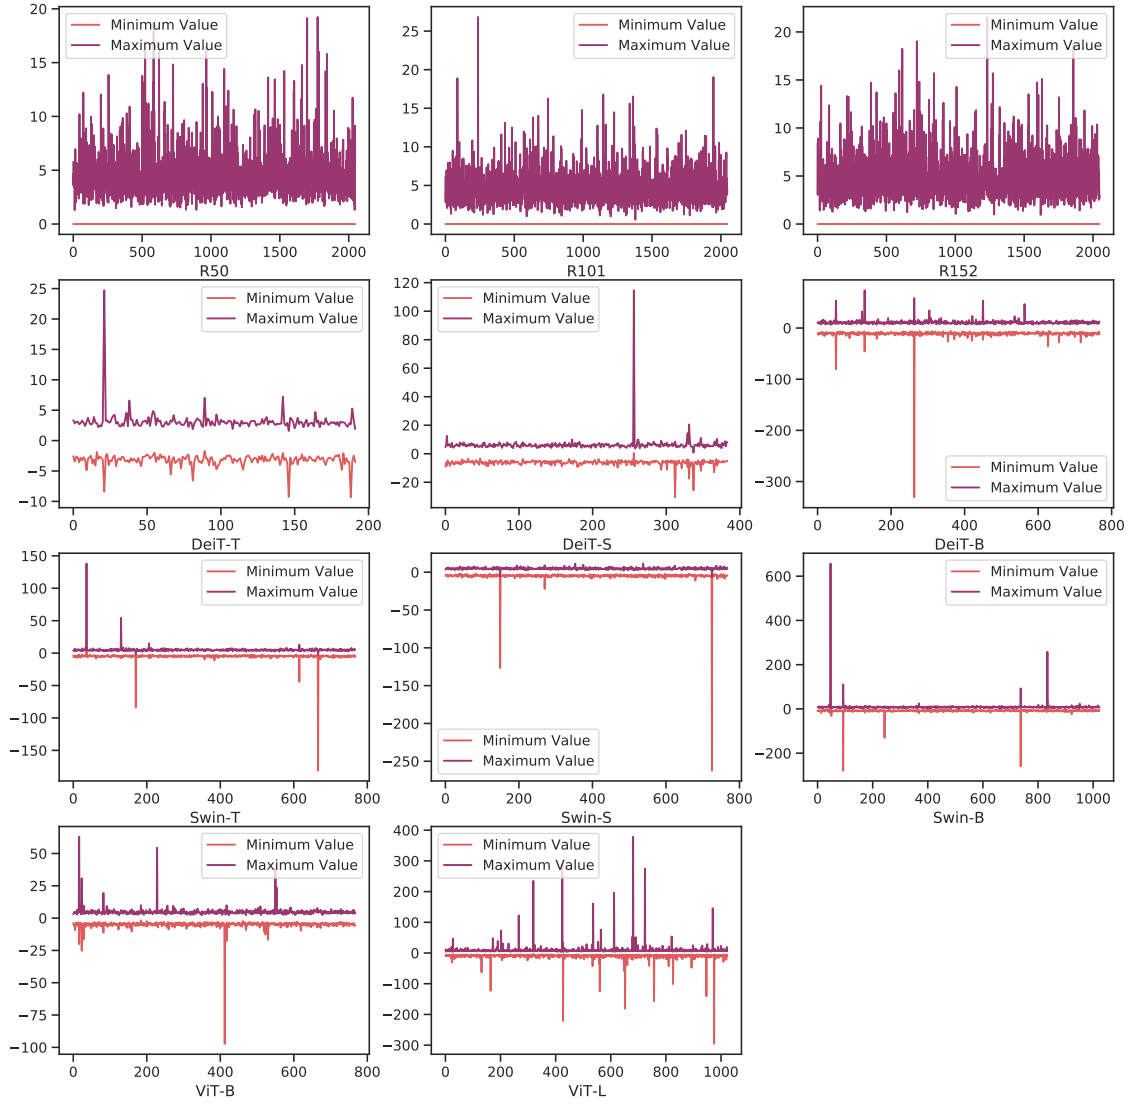 Minimum Value
Maximum Value
20
15
10
5
0
0 500 1000 1500 2000
R50
Minimum Value
Maximum Value
25
20
15
10
5
0
0 500 1000 1500 2000
R101
Minimum Value
Maximum Value
20
15
10
5
0
0 500 1000 1500 2000
R152
Minimum Value
Maximum Value
25
20
15
10
5
0
−5
−10
0 50 100 150 200
DeiT-T
Minimum Value
Maximum Value
120
100
80
60
40
20
0
−20
0 100 200 300 400
DeiT-S
0
−100
−200
−300
Minimum Value
Maximum Value
0 200 400 600 800
DeiT-B
Minimum Value
Maximum Value
150
100
50
0
−50
−100
−150
0 200 400 600 800
Swin-T
0
−50
−100
−150
−200
−250
Minimum Value
Maximum Value
0 200 400 600 800
Swin-S
Minimum Value
Maximum Value
600
400
200
0
−200
0 200 400 600 800 1000
Swin-B
Minimum Value
Maximum Value
50
25
0
−25
−50
−75
−100
0 200 400 600 800
ViT-B
Minimum Value
Maximum Value
400
300
200
100
0
−100
−200
−300
0 200 400 600 800 1000
ViT-L